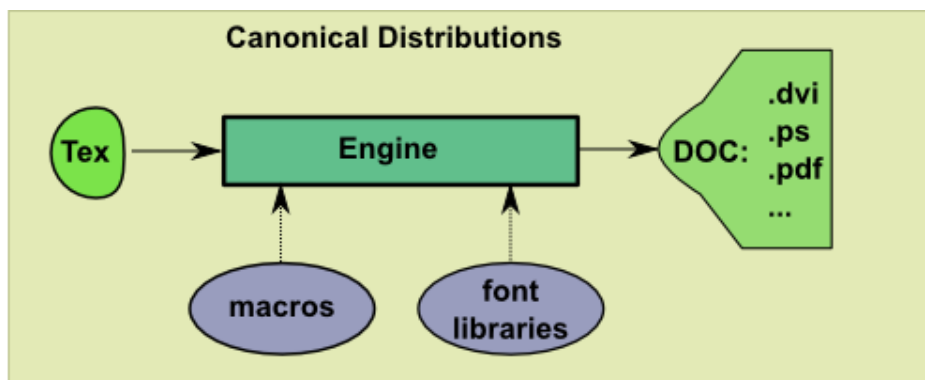 Canonical Distributions
Tex
Engine
DOC:
.dvi
.ps
.pdf
...
macros
font
libraries